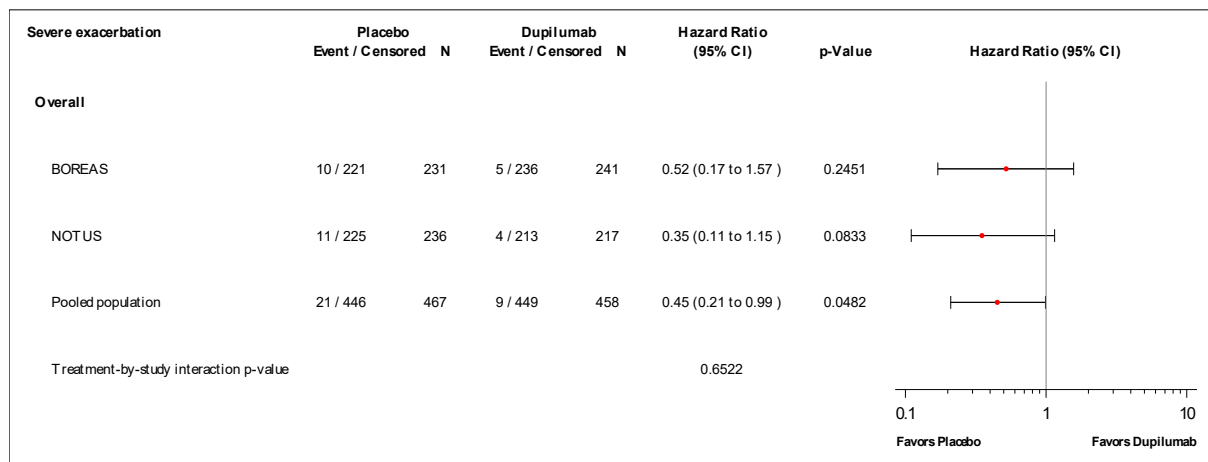 Severe exacerbation Placebo Dupilumab Hazard Ratio
Event / Censored N Event / Censored N (95% CI) p-Value Hazard Ratio (95% CI)
Overall
BOREAS 10 / 221 231 5 / 236 241 0.52 (0.17 to 1.57 ) 0.2451
NOTUS 11 / 225 236 4 / 213 217 0.35 (0.11 to 1.15 ) 0.0833
Pooled population 21 / 446 467 9 / 449 458 0.45 (0.21 to 0.99 ) 0.0482
Treatment-by-study interaction p-value 0.6522
0.1 1 10
Favors Placebo Favors Dupilumab